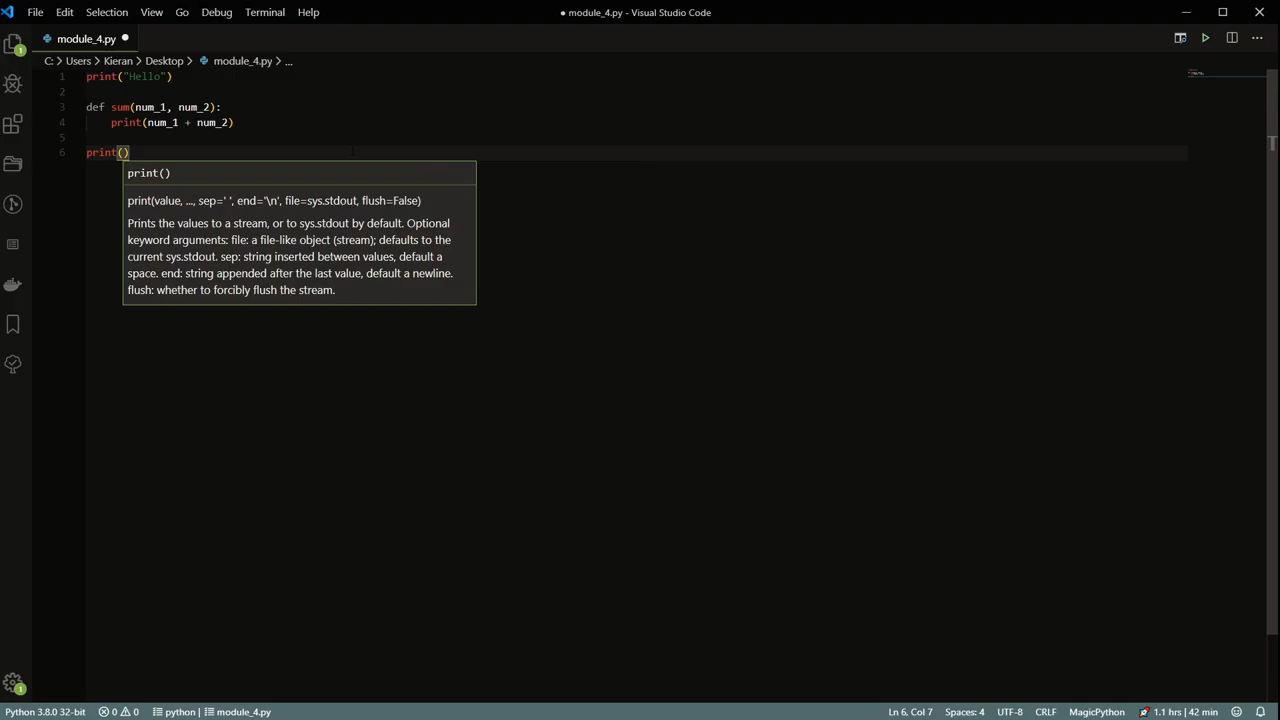 File Edit Selection View Go Debug Terminal Help
● module_4.py - Visual Studio Code
module_4.py ●
C: > Users > Kieran > Desktop > module_4.py > ...
1 print("Hello")
2
3 def sum(num_1, num_2):
4 print(num_1 + num_2)
5
6 print()
print()
print(value, ..., sep=' ', end='\n', file=sys.stdout, flush=False)
Prints the values to a stream, or to sys.stdout by default. Optional
keyword arguments: file: a file-like object (stream); defaults to the
current sys.stdout. sep: string inserted between values, default a
space. end: string appended after the last value, default a newline.
flush: whether to forcibly flush the stream.
1
1
Python 3.8.0 32-bit 0 0 python | module_4.py Ln 6, Col 7 Spaces: 4 UTF-8 CRLF MagicPython 1.1 hrs | 42 min